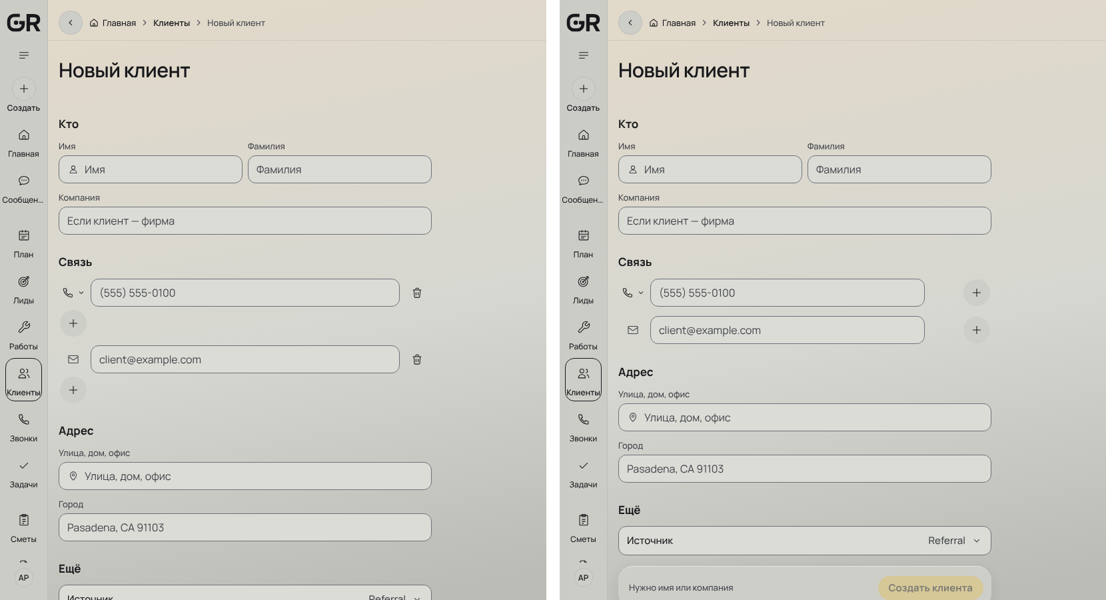 GR
Главная
Клиенты
Новый клиент
Новый клиент
Создать
Главная
Сообщен...
План
Лиды
Работы
Клиенты
Звонки
Задачи
Сметы
AP
Кто
Имя
Фамилия
Имя
Фамилия
Компания
Если клиент — фирма
Связь
(555) 555-0100
client@example.com
Адрес
Улица, дом, офис
Улица, дом, офис
Город
Pasadena, CA 91103
Ещё
Источник
Referral
GR
Главная
Клиенты
Новый клиент
Новый клиент
Создать
Главная
Сообщен...
План
Лиды
Работы
Клиенты
Звонки
Задачи
Сметы
AP
Кто
Имя
Фамилия
Имя
Фамилия
Компания
Если клиент — фирма
Связь
(555) 555-0100
client@example.com
Адрес
Улица, дом, офис
Улица, дом, офис
Город
Pasadena, CA 91103
Ещё
Источник
Referral
Нужно имя или компания
Создать клиента